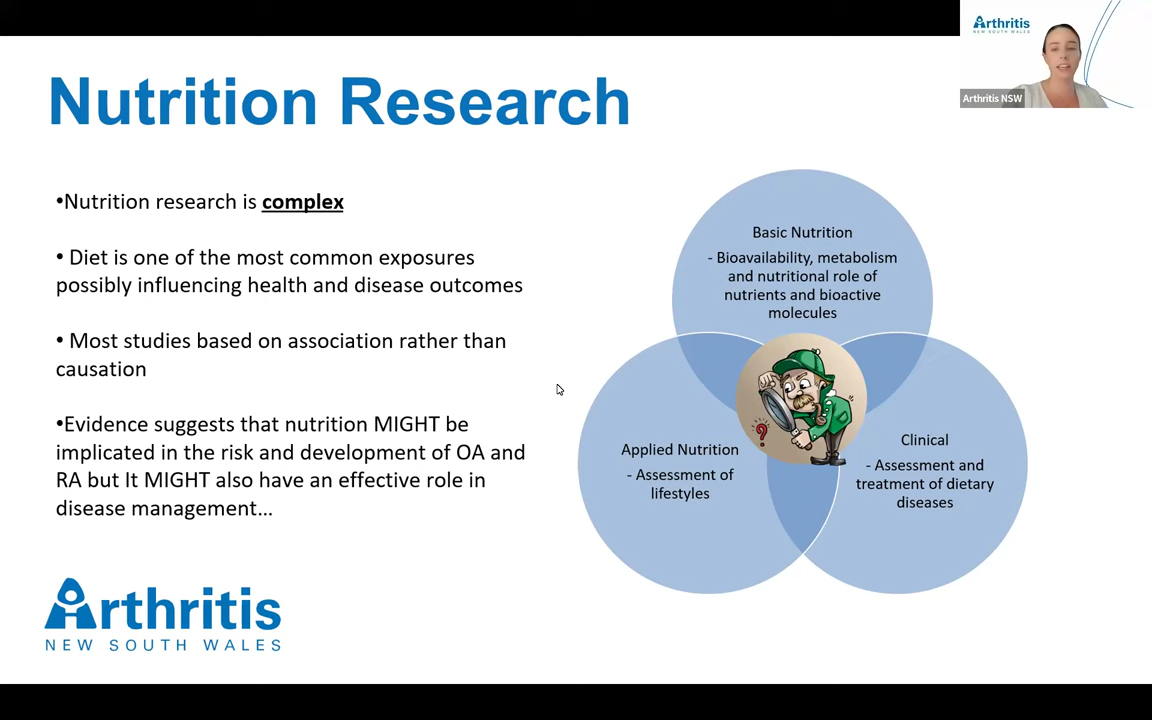 Arthritis
NEW SOUTH WALES
Arthritis NSW
Nutrition Research
•Nutrition research is complex
• Diet is one of the most common exposures
possibly influencing health and disease outcomes
• Most studies based on association rather than
causation
•Evidence suggests that nutrition MIGHT be
implicated in the risk and development of OA and
RA but It MIGHT also have an effective role in
disease management...
Basic Nutrition
- Bioavailability, metabolism
and nutritional role of
nutrients and bioactive
molecules
Applied Nutrition
- Assessment of
lifestyles
Clinical
- Assessment and
treatment of dietary
diseases
?
Arthritis
NEW SOUTH WALES